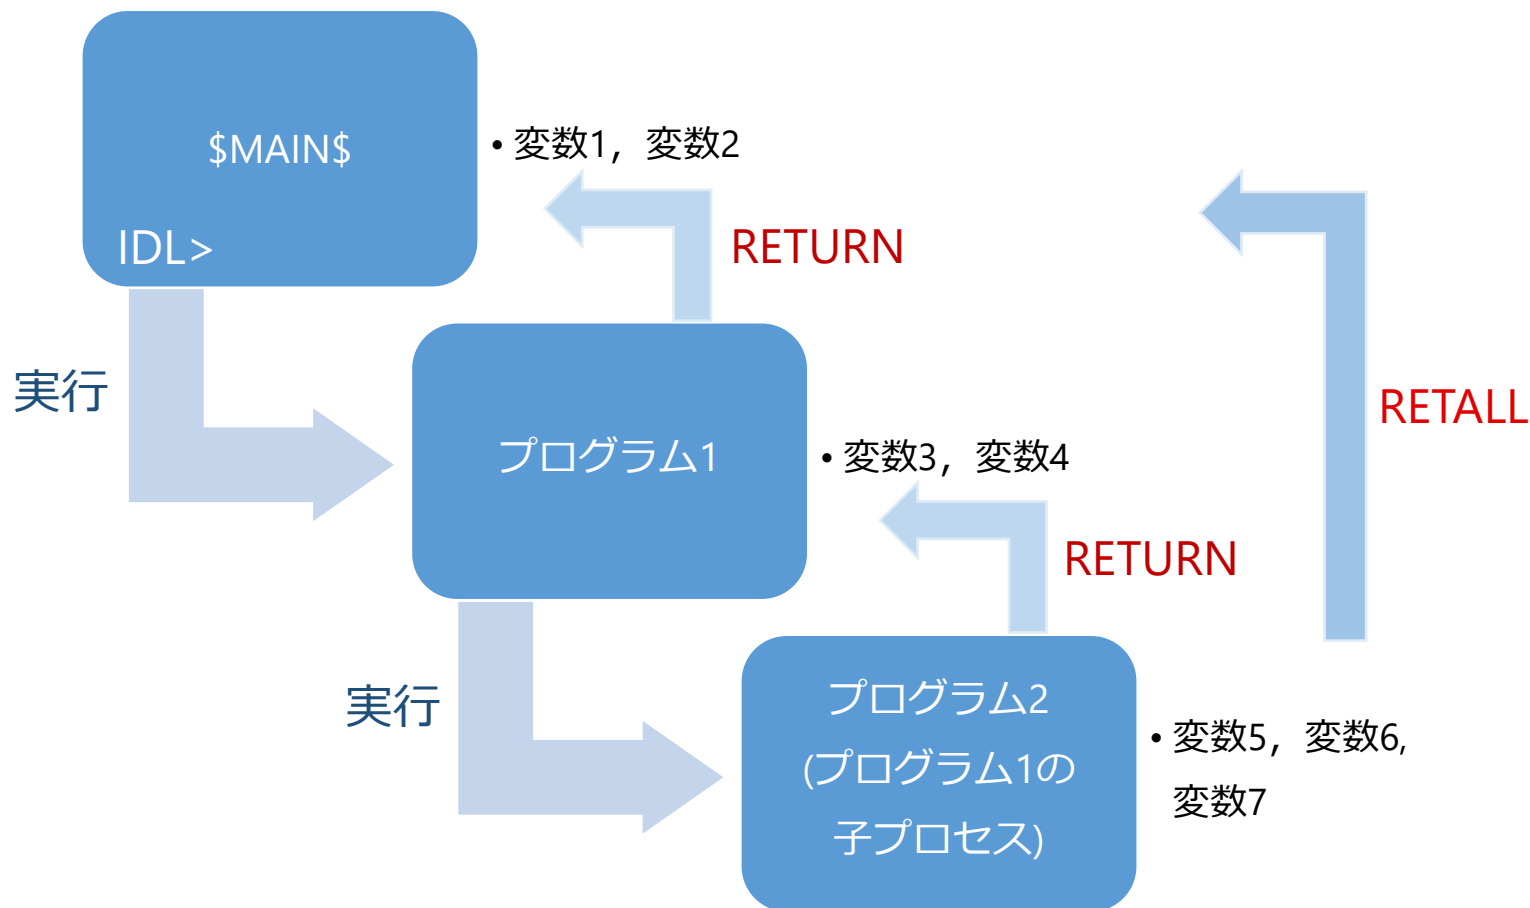 $MAIN$
• 変数1，変数2
IDL>
RETURN
実行
プログラム1
• 変数3，変数4
RETALL
RETURN
実行
プログラム2
(プログラム1の
子プロセス)
• 変数5，変数6,
変数7